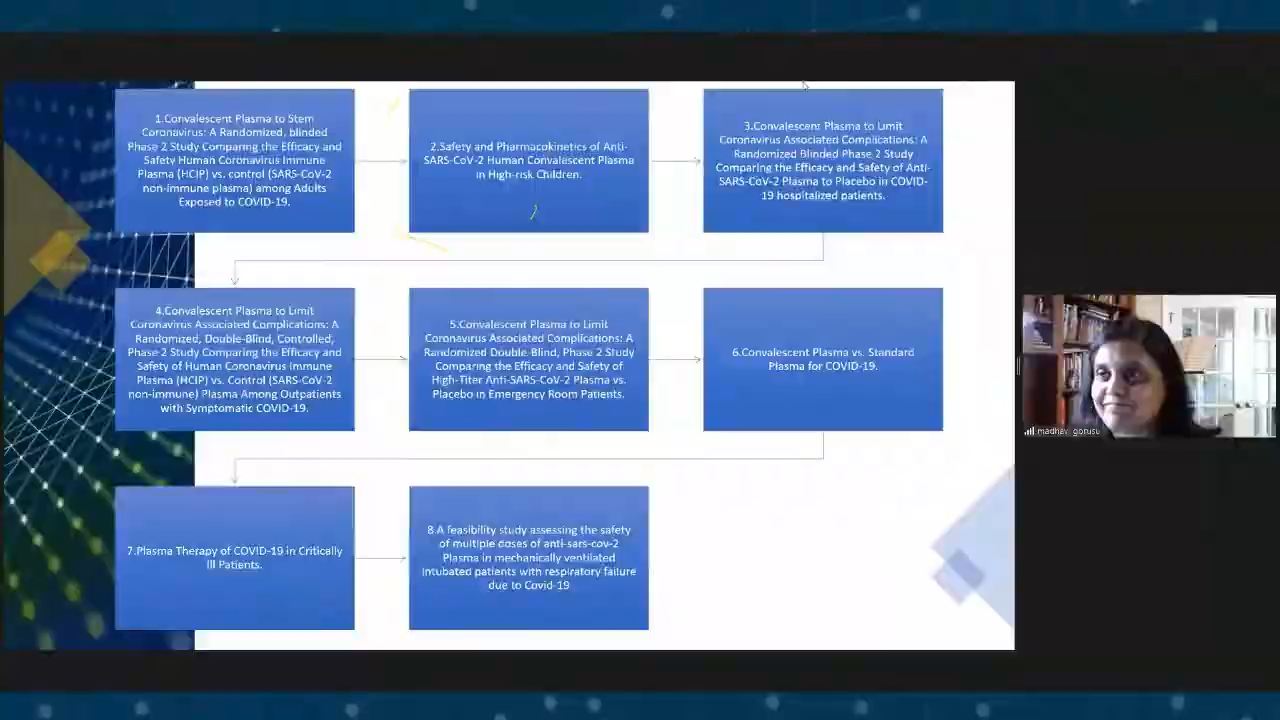 1.Convalescent Plasma to Stem
Coronavirus: A Randomized, blinded
Phase 2 Study Comparing the Efficacy and
Safety Human Coronavirus Immune
Plasma (HCIP) vs. control (SARS-CoV-2
non-immune plasma) among Adults
Exposed to COVID-19.
2.Safety and Pharmacokinetics of Anti-
SARS-CoV-2 Human Convalescent Plasma
in High-risk Children.
3.Convalescent Plasma to Limit
Coronavirus Associated Complications: A
Randomized Blinded Phase 2 Study
Comparing the Efficacy and Safety of Anti-
SARS-CoV-2 Plasma to Placebo in COVID-
19 hospitalized patients.
4.Convalescent Plasma to Limit
Coronavirus Associated Complications: A
Randomized, Double-Blind, Controlled,
Phase 2 Study Comparing the Efficacy and
Safety of Human Coronavirus Immune
Plasma (HCIP) vs. Control (SARS-CoV-2
non-immune) Plasma Among Outpatients
with Symptomatic COVID-19.
5.Convalescent Plasma to Limit
Coronavirus Associated Complications: A
Randomized Double-Blind, Phase 2 Study
Comparing the Efficacy and Safety of
High-Titer Anti-SARS-CoV-2 Plasma vs.
Placebo in Emergency Room Patients.
6.Convalescent Plasma vs. Standard
Plasma for COVID-19.
7.Plasma Therapy of COVID-19 in Critically
Ill Patients.
8.A feasibility study assessing the safety
of multiple doses of anti-sars-cov-2
Plasma in mechanically ventilated
intubated patients with respiratory failure
due to Covid-19
madhavi gorusu